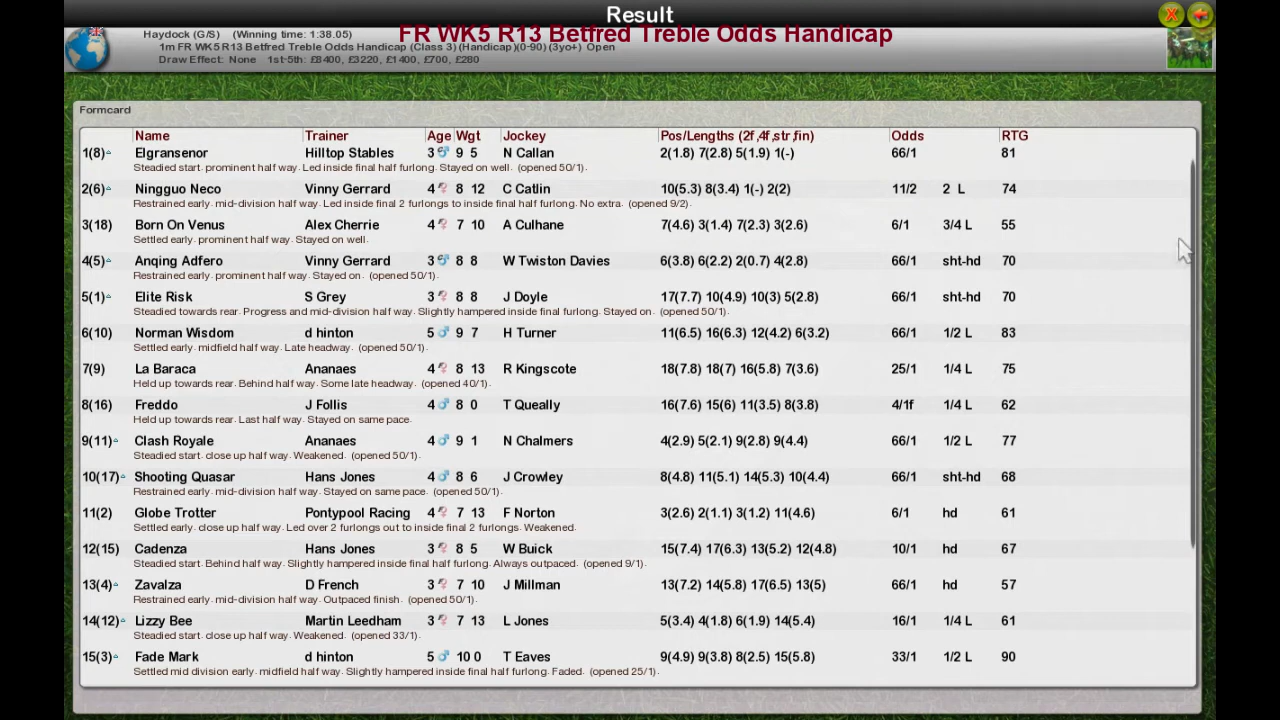 Result
FR WK5 R13 Betfred Treble Odds Handicap
Haydock (G/S) (Winning time: 1:38.05)
1m FR WK5 R13 Betfred Treble Odds Handicap (Class 3) (Handicap)(0-90) (3yo+) Open
Draw Effect: None 1st-5th: £8400, £3220, £1400, £700, £280
Formcard
Name Trainer Age Wgt Jockey Pos/Lengths (2f,4f,str,fin) Odds RTG
1(8) Elgransenor Hilltop Stables 3 9 5 N Callan 2(1.8) 7(2.8) 5(1.9) 1(-) 66/1 81
Steadied start. prominent half way. Led inside final half furlong. Stayed on well. (opened 50/1).
2(6) Ningguo Neco Vinny Gerrard 4 8 12 C Catlin 10(5.3) 8(3.4) 1(-) 2(2) 11/2 2 L 74
Restrained early. mid-division half way. Led inside final 2 furlongs to inside final half furlong. No extra. (opened 9/2).
3(18) Born On Venus Alex Cherrie 4 7 10 A Culhane 7(4.6) 3(1.4) 7(2.3) 3(2.6) 6/1 3/4 L 55
Settled early. prominent half way. Stayed on well.
4(5) Anqing Adfero Vinny Gerrard 3 8 8 W Twiston Davies 6(3.8) 6(2.2) 2(0.7) 4(2.8) 66/1 sht-hd 70
Restrained early. prominent half way. Stayed on. (opened 50/1).
5(1) Elite Risk S Grey 3 8 8 J Doyle 17(7.7) 10(4.9) 10(3) 5(2.8) 66/1 sht-hd 70
Steadied towards rear. Progress and mid-division half way. Slightly hampered inside final furlong. Stayed on. (opened 50/1).
6(10) Norman Wisdom d hinton 5 9 7 H Turner 11(6.5) 16(6.3) 12(4.2) 6(3.2) 66/1 1/2 L 83
Settled early. midfield half way. Late headway. (opened 50/1).
7(9) La Baraca Ananaes 4 8 13 R Kingscote 18(7.8) 18(7) 16(5.8) 7(3.6) 25/1 1/4 L 75
Held up towards rear. Behind half way. Some late headway. (opened 40/1).
8(16) Freddo J Follis 4 8 0 T Queally 16(7.6) 15(6) 11(3.5) 8(3.8) 4/1f 1/4 L 62
Held up towards rear. Last half way. Stayed on same pace.
9(11) Clash Royale Ananaes 4 9 1 N Chalmers 4(2.9) 5(2.1) 9(2.8) 9(4.4) 66/1 1/2 L 77
Steadied start. close up half way. Weakened. (opened 50/1).
10(17) Shooting Quasar Hans Jones 4 8 6 J Crowley 8(4.8) 11(5.1) 14(5.3) 10(4.4) 66/1 sht-hd 68
Restrained early. mid-division half way. Stayed on same pace. (opened 50/1).
11(2) Globe Trotter Pontypool Racing 4 7 13 F Norton 3(2.6) 2(1.1) 3(1.2) 11(4.6) 6/1 hd 61
Settled early. close up half way. Led over 2 furlongs out to inside final 2 furlongs. Weakened.
12(15) Cadenza Hans Jones 3 8 5 W Buick 15(7.4) 17(6.3) 13(5.2) 12(4.8) 10/1 hd 67
Steadied start. Behind half way. Slightly hampered inside final half furlong. Always outpaced. (opened 9/1).
13(4) Zavalza D French 3 7 10 J Millman 13(7.2) 14(5.8) 17(6.5) 13(5) 66/1 hd 57
Restrained early. mid-division half way. Outpaced finish. (opened 50/1).
14(12) Lizzy Bee Martin Leedham 3 7 13 L Jones 5(3.4) 4(1.8) 6(1.9) 14(5.4) 16/1 1/4 L 61
Steadied start. close up half way. Weakened. (opened 33/1).
15(3) Fade Mark d hinton 5 10 0 T Eaves 9(4.9) 9(3.8) 8(2.5) 15(5.8) 33/1 1/2 L 90
Settled mid division early. midfield half way. Slightly hampered inside final half furlong. Faded. (opened 25/1).